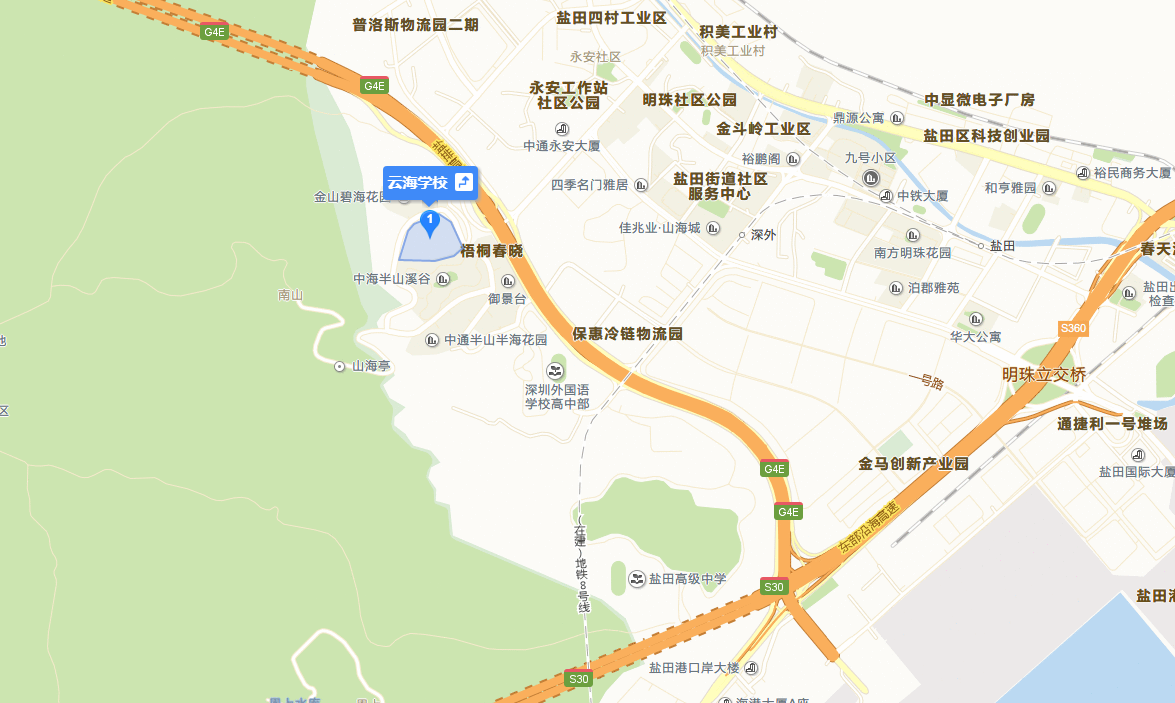 普洛斯物流园二期
盐田四村工业区
积美工业村
积美工业村
永安社区
G4E
G4E
永安工作站
社区公园
明珠社区公园
中显微电子厂房
鼎源公寓
金斗岭工业区
盐田区科技创业园
中通永安大厦
裕鹏阁
九号小区
裕民商务大厦
云海学校
四季名门雅居
盐田街道社区
服务中心
中铁大厦
和亨雅园
金山碧海花园
1
佳兆业·山海城
深外
盐田
南方明珠花园
梧桐春晓
中海半山溪谷
御景台
泊郡雅苑
南山
华大公寓
S360
中通半山半海花园
保惠冷链物流园
山海亭
深圳外国语
学校高中部
一号路
明珠立交桥
通捷利一号堆场
G4E
金马创新产业园
盐田国际大厦
G4E
东部沿海高速
(在建)地铁8号线
盐田高级中学
S30
盐田港口岸大楼
S30